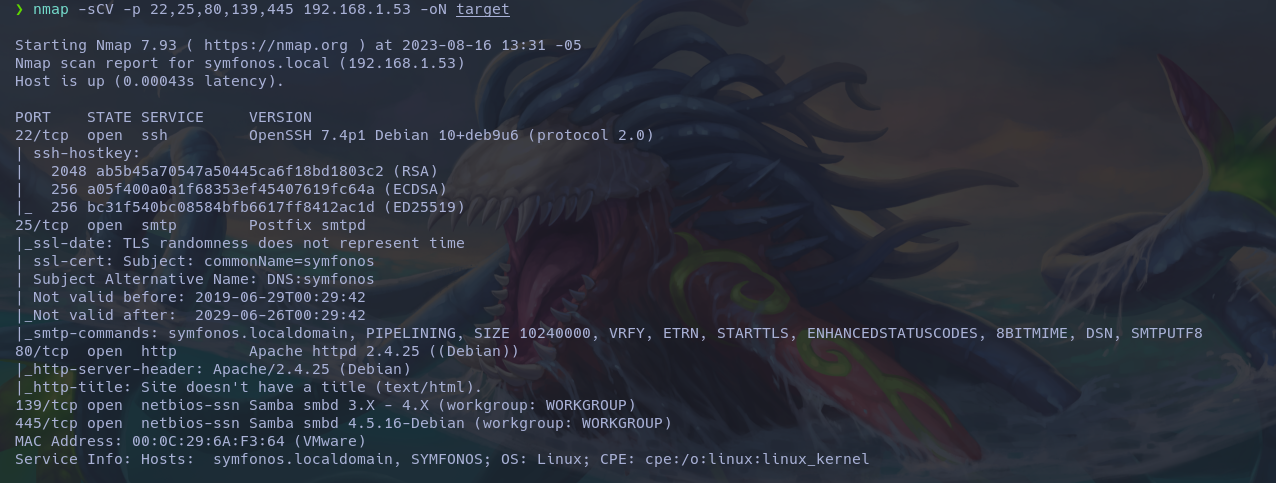 ❯ nmap -sCV -p 22,25,80,139,445 192.168.1.53 -oN target
Starting Nmap 7.93 ( https://nmap.org ) at 2023-08-16 13:31 -05
Nmap scan report for symfonos.local (192.168.1.53)
Host is up (0.00043s latency).
PORT    STATE SERVICE     VERSION
22/tcp  open  ssh         OpenSSH 7.4p1 Debian 10+deb9u6 (protocol 2.0)
| ssh-hostkey:
|   2048 ab5b45a70547a50445ca6f18bd1803c2 (RSA)
|   256 a05f400a0a1f68353ef45407619fc64a (ECDSA)
|_  256 bc31f540bc08584bfb6617ff8412ac1d (ED25519)
25/tcp  open  smtp        Postfix smtpd
|_ssl-date: TLS randomness does not represent time
| ssl-cert: Subject: commonName=symfonos
| Subject Alternative Name: DNS:symfonos
| Not valid before: 2019-06-29T00:29:42
|_Not valid after:  2029-06-26T00:29:42
|_smtp-commands: symfonos.localdomain, PIPELINING, SIZE 10240000, VRFY, ETRN, STARTTLS, ENHANCEDSTATUSCODES, 8BITMIME, DSN, SMTPUTF8
80/tcp  open  http        Apache httpd 2.4.25 ((Debian))
|_http-server-header: Apache/2.4.25 (Debian)
|_http-title: Site doesn't have a title (text/html).
139/tcp open  netbios-ssn Samba smbd 3.X - 4.X (workgroup: WORKGROUP)
445/tcp open  netbios-ssn Samba smbd 4.5.16-Debian (workgroup: WORKGROUP)
MAC Address: 00:0C:29:6A:F3:64 (VMware)
Service Info: Hosts:  symfonos.localdomain, SYMFONOS; OS: Linux; CPE: cpe:/o:linux:linux_kernel